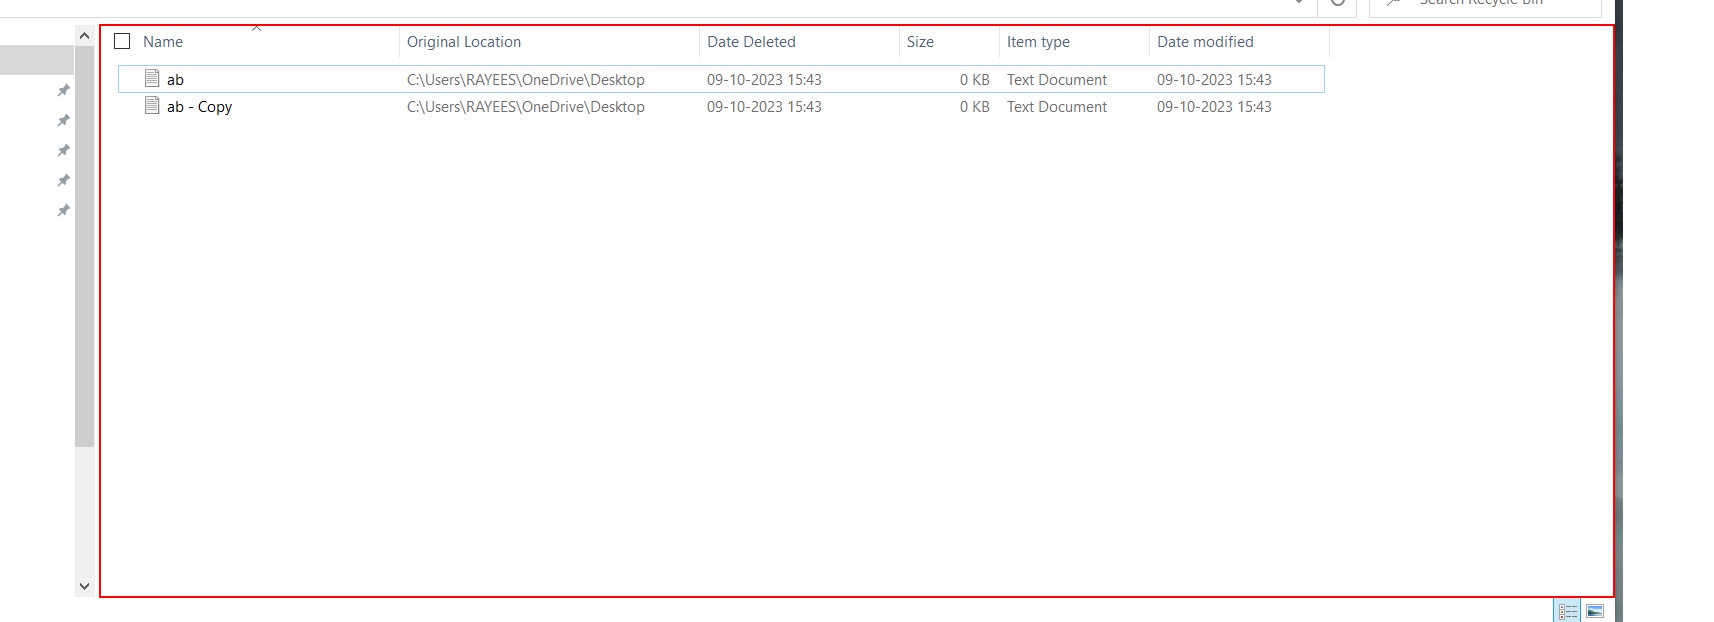 Search Recycle Bin
Name Original Location Date Deleted Size Item type Date modified
ab C:\Users\RAYEES\OneDrive\Desktop 09-10-2023 15:43 0 KB Text Document 09-10-2023 15:43
ab - Copy C:\Users\RAYEES\OneDrive\Desktop 09-10-2023 15:43 0 KB Text Document 09-10-2023 15:43